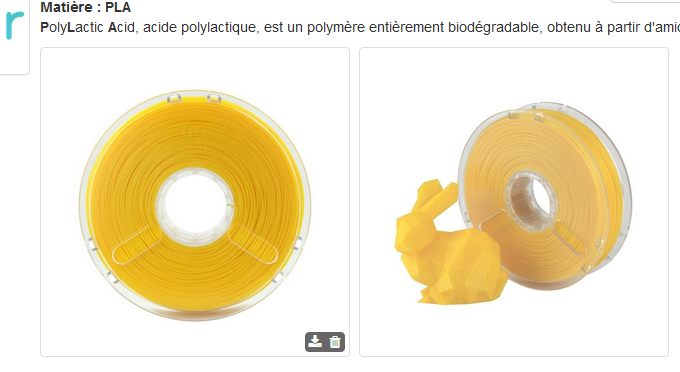 Matière : PLA
PolyLactic Acid, acide polylactique, est un polymère entièrement biodégradable, obtenu à partir d'amid
r